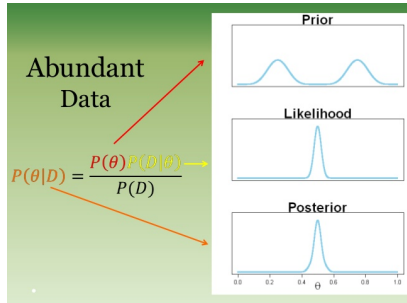 Abundant
Data
P(θ|D) = P(θ)P(D|θ) / P(D)
Prior
Likelihood
Posterior
0.0 0.2 0.4 0.6 0.8 1.0
θ